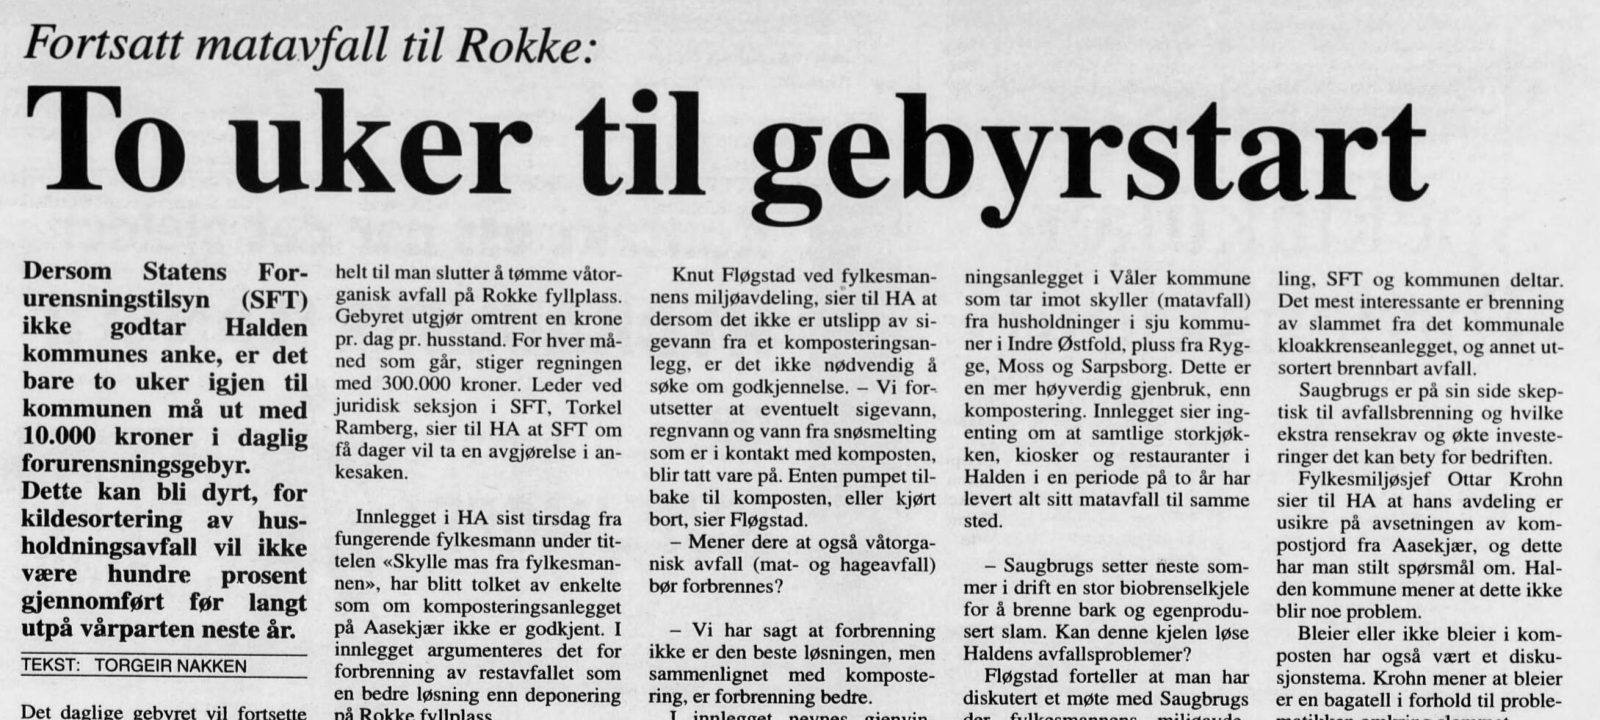 Fortsatt matavfall til Rokke:
To uker til gebyrstart
Dersom Statens For-
urensningstilsyn (SFT)
ikke godtar Halden
kommunes anke, er det
bare to uker igjen til
kommunen må ut med
10.000 kroner i daglig
forurensningsgebyr.
Dette kan bli dyrt, for
kildesortering av hus-
holdningsavfall vil ikke
være hundre prosent
gjennomført før langt
utpå vårparten neste år.
TEKST: TORGEIR NAKKEN
Det daglige gebyret vil fortsette
helt til man slutter å tømme våtor-
ganisk avfall på Rokke fyllplass.
Gebyret utgjør omtrent en krone
pr. dag pr. husstand. For hver må-
ned som går, stiger regningen
med 300.000 kroner. Leder ved
juridisk seksjon i SFT, Torkel
Ramberg, sier til HA at SFT om
få dager vil ta en avgjørelse i an-
kesaken.
Innlegget i HA sist tirsdag fra
fungerende fylkesmann under tit-
telen «Skylle mas fra fylkesman-
nen», har blitt tolket av enkelte
som om komposteringsanlegget
på Aasekjær ikke er godkjent. I
innlegget argumenteres det for
forbrenning av restavfallet som
en bedre løsning enn deponering
på Rokke fyllplass.
Knut Fløgstad ved fylkesman-
nens miljøavdeling, sier til HA at
dersom det ikke er utslipp av si-
gevann fra et komposteringsan-
legg, er det ikke nødvendig å
søke om godkjennelse. – Vi for-
utsetter at eventuelt sigevann,
regnvann og vann fra snøsmelting
som er i kontakt med komposten,
blir tatt vare på. Enten pumpet til-
bake til komposten, eller kjørt
bort, sier Fløgstad.
– Mener dere at også våtorga-
nisk avfall (mat- og hageavfall)
bør forbrennes?
– Vi har sagt at forbrenning
ikke er den beste løsningen, men
sammenlignet med komposte-
ring, er forbrenning bedre.
I innlegget nevnes gjenvin-
ningsanlegget i Våler kommune
som tar imot skyller (matavfall)
fra husholdninger i sju kommu-
ner i Indre Østfold, pluss fra Ryg-
ge, Moss og Sarpsborg. Dette er
en mer høyverdig gjenbruk, enn
kompostering. Innlegget sier ing-
enting om at samtlige storkjøk-
ken, kiosker og restauranter i
Halden i en periode på to år har
levert alt sitt matavfall til samme
sted.
– Saugbrugs setter neste som-
mer i drift en stor biobrenselkjele
for å brenne bark og egenprodu-
sert slam. Kan denne kjelen løse
Haldens avfallsproblemer?
Fløgstad forteller at man har
diskutert et møte med Saugbrugs
der fylkesmannens miljøavde-
ling, SFT og kommunen deltar.
Det mest interessante er brenning
av slammet fra det kommunale
kloakkrenseanlegget, og annet ut-
sortert brennbart avfall.
Saugbrugs er på sin side skep-
tisk til avfallsbrenning og hvilke
ekstra rensekrav og økte investe-
ringer det kan bety for bedriften.
Fylkesmiljøsjef Ottar Krohn
sier til HA at hans avdeling er
usikre på avsetningen av kom-
postjord fra Aasekjær, og dette
har man stilt spørsmål om. Hal-
den kommune mener at dette ikke
blir noe problem.
Bleier eller ikke bleier i kom-
posten har også vært et disku-
sjonstema. Krohn mener at bleier
er en bagatell i forhold til proble-
matikken omkring slammet